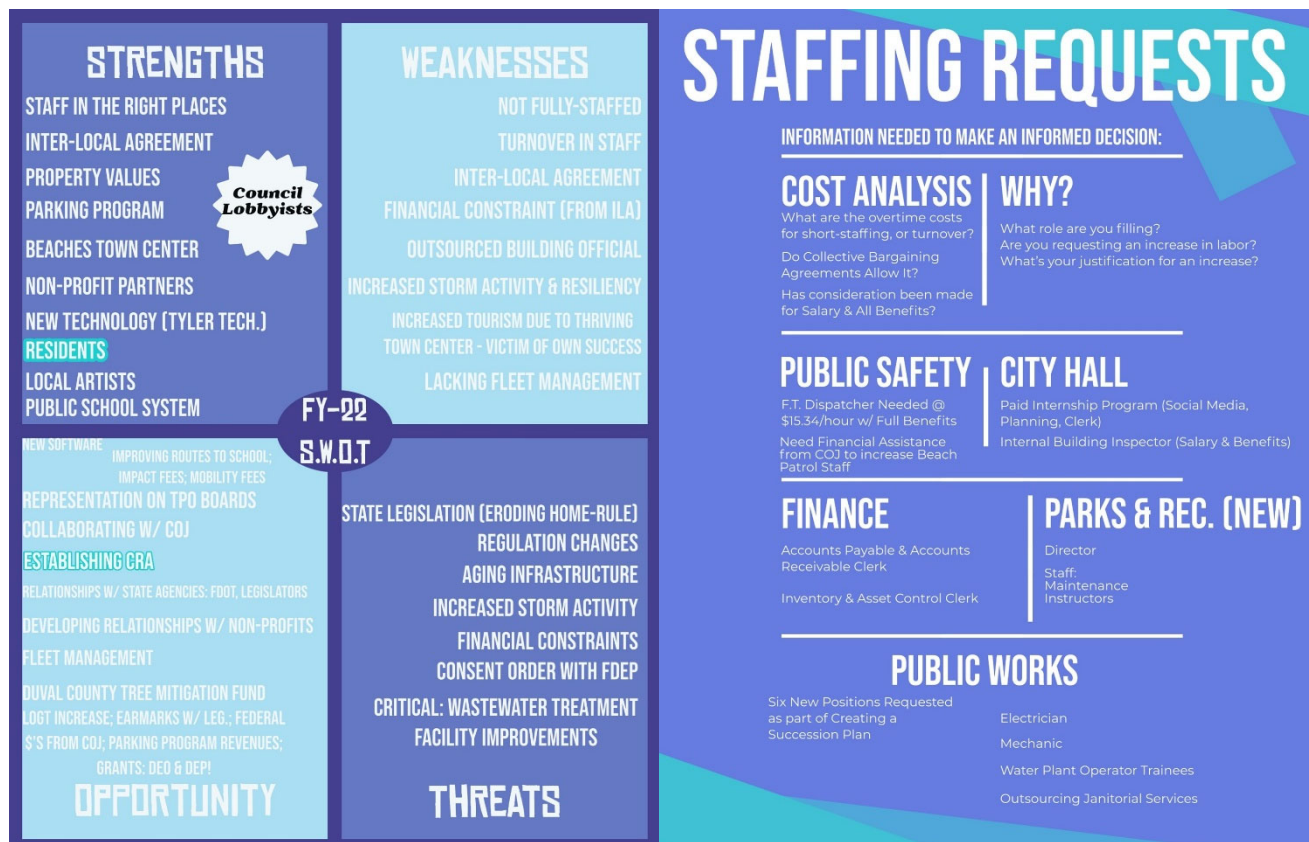 STRENGTHS
STAFF IN THE RIGHT PLACES
INTER-LOCAL AGREEMENT
PROPERTY VALUES
PARKING PROGRAM
Council
Lobbyists
BEACHES TOWN CENTER
NON-PROFIT PARTNERS
NEW TECHNOLOGY (TYLER TECH.)
RESIDENTS
LOCAL ARTISTS
PUBLIC SCHOOL SYSTEM
WEAKNESSES
NOT FULLY-STAFFED
TURNOVER IN STAFF
INTER-LOCAL AGREEMENT
FINANCIAL CONSTRAINT (FROM ILA)
OUTSOURCED BUILDING OFFICIAL
INCREASED STORM ACTIVITY & RESILIENCY
INCREASED TOURISM DUE TO THRIVING
TOWN CENTER - VICTIM OF OWN SUCCESS
LACKING FLEET MANAGEMENT
FY-22
S.W.O.T
NEW SOFTWARE
IMPROVING ROUTES TO SCHOOL;
IMPACT FEES; MOBILITY FEES
REPRESENTATION ON TPO BOARDS
COLLABORATING W/ COJ
ESTABLISHING CRA
RELATIONSHIPS W/ STATE AGENCIES: FDOT, LEGISLATORS
DEVELOPING RELATIONSHIPS W/ NON-PROFITS
FLEET MANAGEMENT
DUVAL COUNTY TREE MITIGATION FUND
LOGT INCREASE; EARMARKS W/ LEG.; FEDERAL
$'S FROM COJ; PARKING PROGRAM REVENUES;
GRANTS: DEO & DEP!
OPPORTUNITY
STATE LEGISLATION (ERODING HOME-RULE)
REGULATION CHANGES
AGING INFRASTRUCTURE
INCREASED STORM ACTIVITY
FINANCIAL CONSTRAINTS
CONSENT ORDER WITH FDEP
CRITICAL: WASTEWATER TREATMENT
FACILITY IMPROVEMENTS
THREATS
STAFFING REQUESTS
INFORMATION NEEDED TO MAKE AN INFORMED DECISION:
COST ANALYSIS
What are the overtime costs
for short-staffing, or turnover?
Do Collective Bargaining
Agreements Allow It?
Has consideration been made
for Salary & All Benefits?
WHY?
What role are you filling?
Are you requesting an increase in labor?
What's your justification for an increase?
PUBLIC SAFETY
F.T. Dispatcher Needed @
$15.34/hour w/ Full Benefits
Need Financial Assistance
from COJ to increase Beach
Patrol Staff
CITY HALL
Paid Internship Program (Social Media,
Planning, Clerk)
Internal Building Inspector (Salary & Benefits)
FINANCE
Accounts Payable & Accounts
Receivable Clerk
Inventory & Asset Control Clerk
PARKS & REC. (NEW)
Director
Staff:
Maintenance
Instructors
PUBLIC WORKS
Six New Positions Requested
as part of Creating a
Succession Plan
Electrician
Mechanic
Water Plant Operator Trainees
Outsourcing Janitorial Services